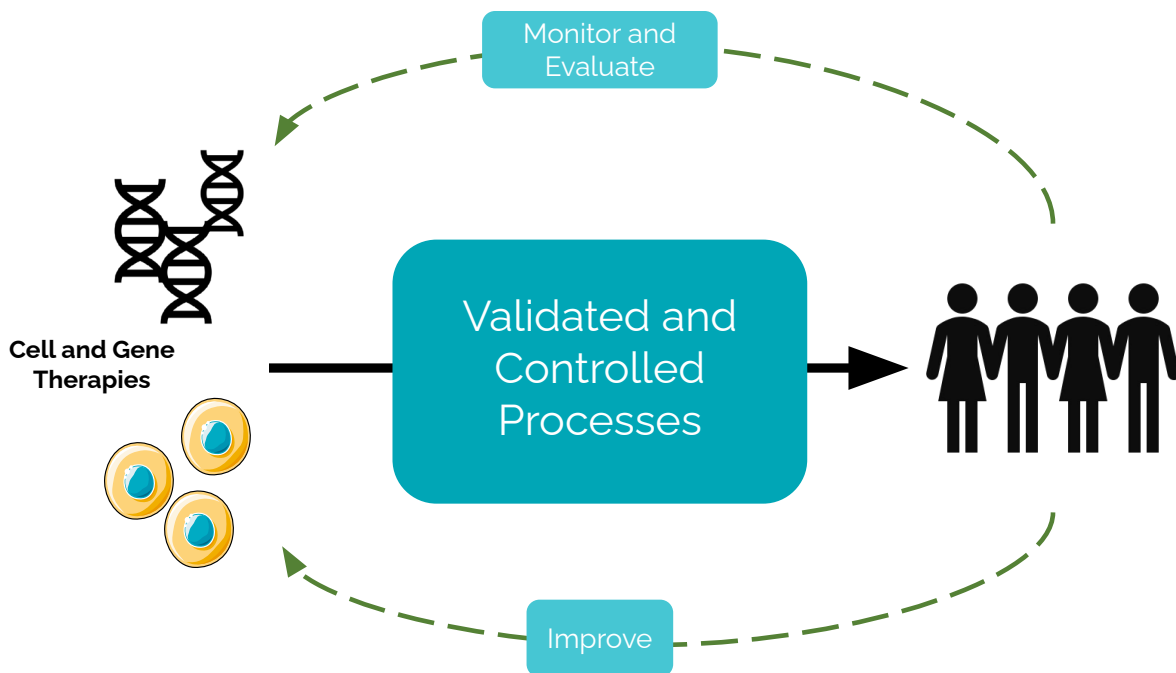 Monitor and
Evaluate
Cell and Gene
Therapies
Validated and
Controlled
Processes
Improve